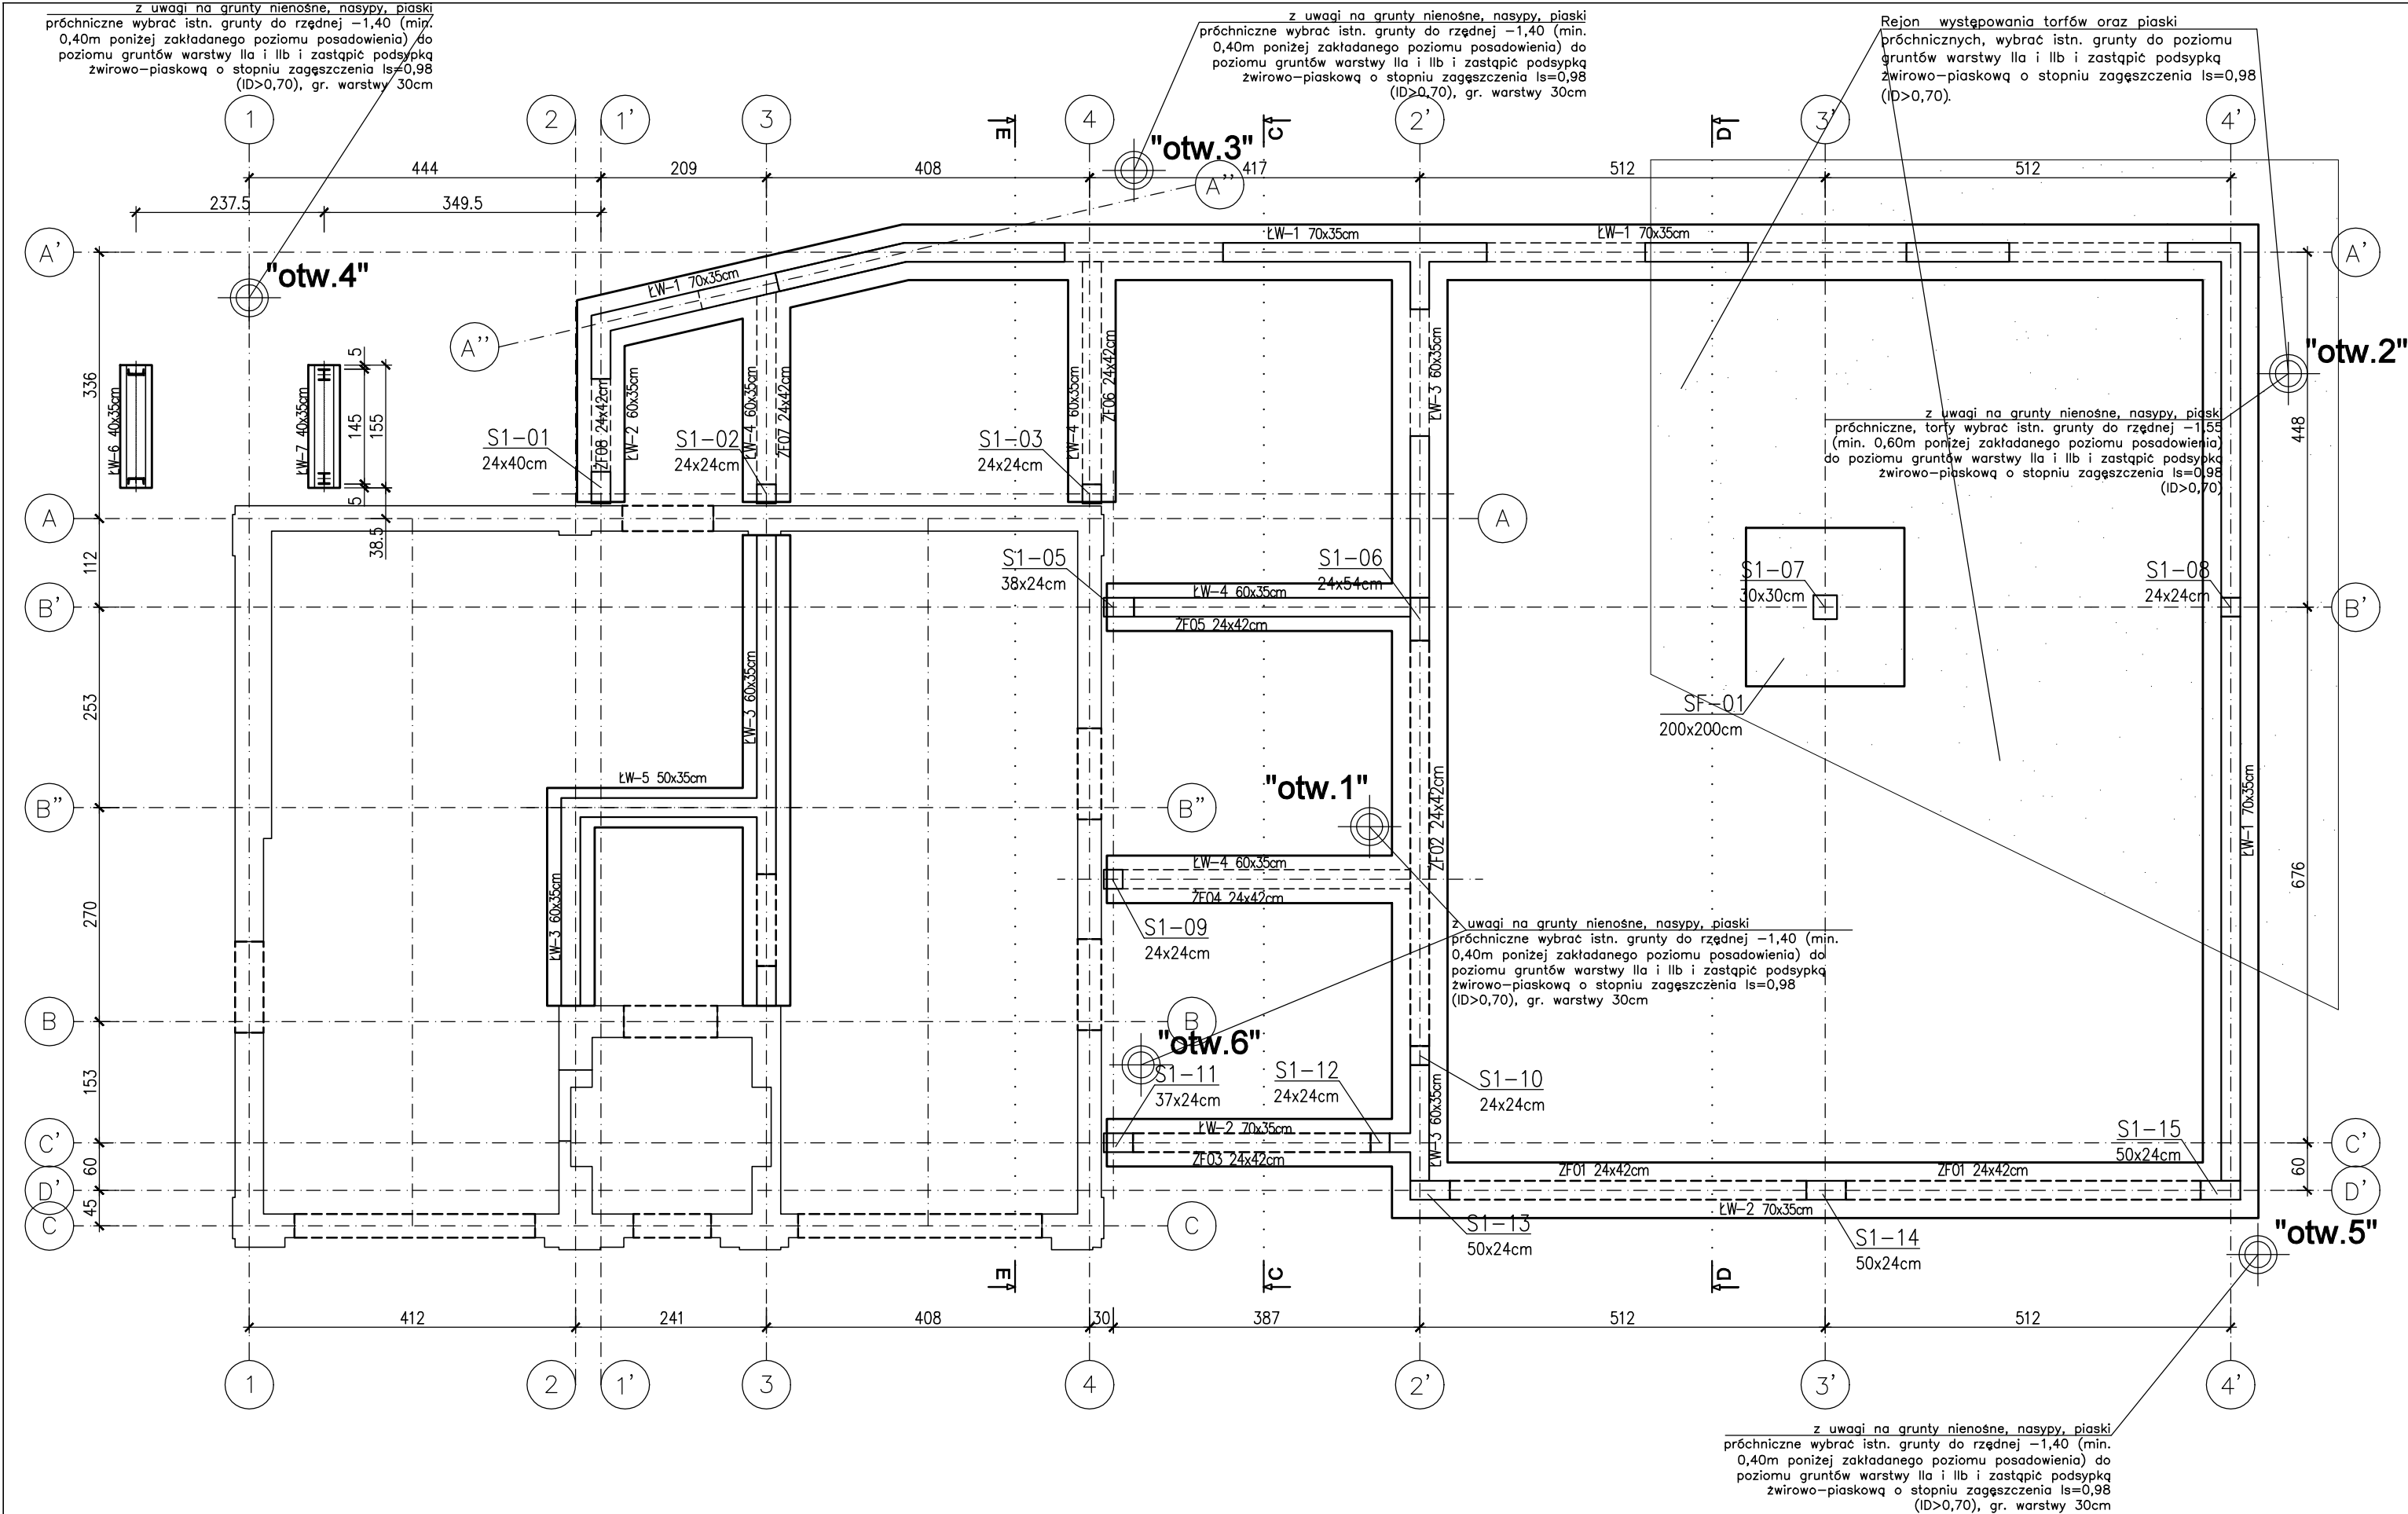 z uwagi na grunty nienośne, nasypy, piaski
próchniczne wybrać istn. grunty do rzędnej −1,40 (min.
0,40m poniżej zakładanego poziomu posadowienia) do
poziomu gruntów warstwy IIa i IIb i zastąpić podsypką
żwirowo−piaskową o stopniu zagęszczenia Is=0,98
(ID>0,70), gr. warstwy 30cm
z uwagi na grunty nienośne, nasypy, piaski
próchniczne wybrać istn. grunty do rzędnej −1,40 (min.
0,40m poniżej zakładanego poziomu posadowienia) do
poziomu gruntów warstwy IIa i IIb i zastąpić podsypką
żwirowo−piaskową o stopniu zagęszczenia Is=0,98
(ID>0,70), gr. warstwy 30cm
Rejon występowania torfów oraz piaski
próchnicznych, wybrać istn. grunty do poziomu
gruntów warstwy IIa i IIb i zastąpić podsypką
żwirowo−piaskową o stopniu zagęszczenia Is=0,98
(ID>0,70).
1
2
1'
3
E
4
C
2'
D
3'
4'
"otw.3"
444
209
408
417
512
512
A''
237.5
349.5
A'
ŁW−1 70x35cm
ŁW−1 70x35cm
A'
"otw.4"
ŁW−1 70x35cm
A''
"otw.2"
336
ŁW−6 40x35cm
ŁW−7 40x35cm
5
145
155
5
38.5
S1−01
24x40cm
ŻF08 24x42cm
ŁW−2 60x35cm
S1−02
24x24cm
ŁW−4 60x35cm
ŻF07 24x42cm
S1−03
24x24cm
ŁW−4 60x35cm
ŻF06 24x42cm
ŁW−3 60x35cm
z uwagi na grunty nienośne, nasypy, piaski
próchniczne, torfy wybrać istn. grunty do rzędnej −1,55
(min. 0,60m poniżej zakładanego poziomu posadowienia)
do poziomu gruntów warstwy IIa i IIb i zastąpić podsypką
żwirowo−piaskową o stopniu zagęszczenia Is=0,98
(ID>0,70)
448
A
A
112
S1−05
38x24cm
S1−06
24x54cm
S1−07
30x30cm
S1−08
24x24cm
B'
ŁW−4 60x35cm
ŻF05 24x42cm
B'
253
ŁW−3 60x35cm
SF−01
200x200cm
ŁW−5 50x35cm
"otw.1"
B''
B''
ŻF02 24x42cm
ŁW−1 70x35cm
270
ŁW−3 60x35cm
ŁW−4 60x35cm
ŻF04 24x42cm
676
S1−09
24x24cm
z uwagi na grunty nienośne, nasypy, piaski
próchniczne wybrać istn. grunty do rzędnej −1,40 (min.
0,40m poniżej zakładanego poziomu posadowienia) do
poziomu gruntów warstwy IIa i IIb i zastąpić podsypką
żwirowo−piaskową o stopniu zagęszczenia Is=0,98
(ID>0,70), gr. warstwy 30cm
B
B
"otw.6"
153
S1−11
37x24cm
S1−12
24x24cm
S1−10
24x24cm
ŁW−3 60x35cm
C'
ŁW−2 70x35cm
S1−15
50x24cm
C'
60
ŻF03 24x42cm
ŻF01 24x42cm
ŻF01 24x42cm
60
D'
D'
45
ŁW−2 70x35cm
C
C
S1−13
50x24cm
S1−14
50x24cm
"otw.5"
E
C
D
412
241
408
30
387
512
512
1
2
1'
3
4
2'
3'
4'
z uwagi na grunty nienośne, nasypy, piaski
próchniczne wybrać istn. grunty do rzędnej −1,40 (min.
0,40m poniżej zakładanego poziomu posadowienia) do
poziomu gruntów warstwy IIa i IIb i zastąpić podsypką
żwirowo−piaskową o stopniu zagęszczenia Is=0,98
(ID>0,70), gr. warstwy 30cm